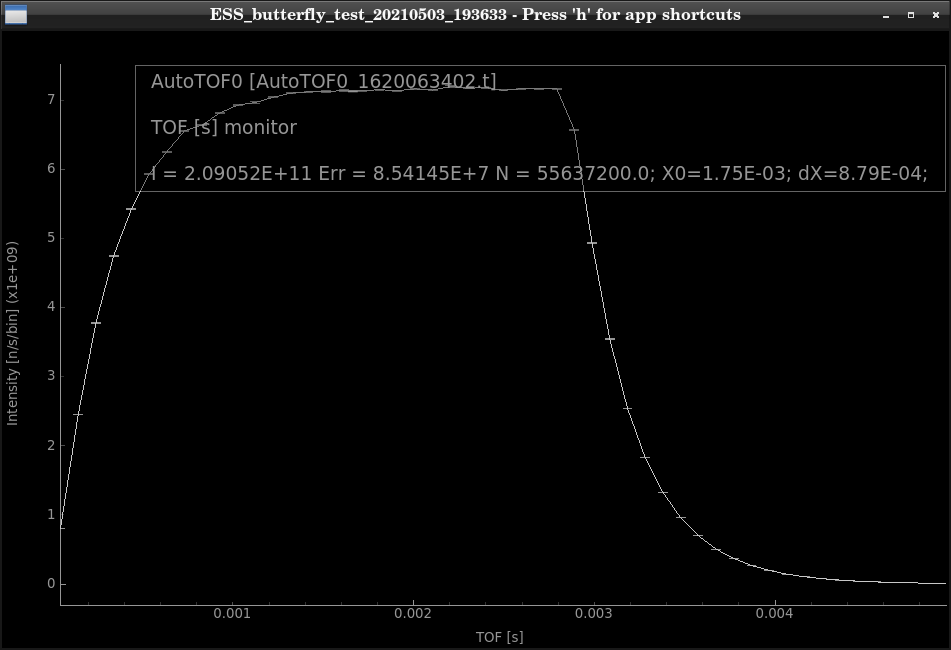 ESS_butterfly_test_20210503_193633 - Press 'h' for app shortcuts
AutoTOF0 [AutoTOF0_1620063402.t]
TOF [s] monitor
I = 2.09052E+11 Err = 8.54145E+7 N = 55637200.0; X0=1.75E-03; dX=8.79E-04;
Intensity [n/s/bin] (x1e+09)
7
6
5
4
3
2
1
0
0.001 0.002 0.003 0.004
TOF [s]